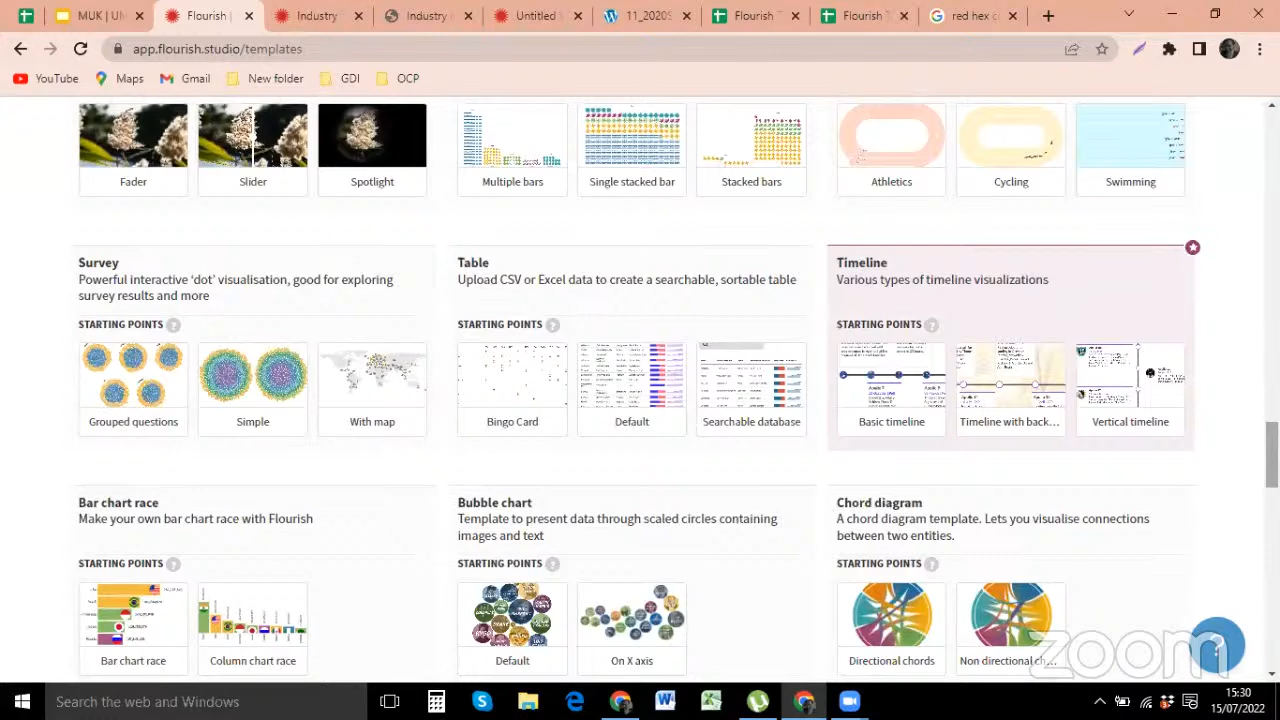 MUK | Ul
Flourish
Industry
Industry
Untitled
11_2020S
Flourish
Flourish
red hex c
app.flourish.studio/templates
YouTube
Maps
Gmail
New folder
GDI
OCP
Fader
Slider
Spotlight
Multiple bars
Single stacked bar
Stacked bars
Athletics
Cycling
Swimming
Survey
Powerful interactive ‘dot’ visualisation, good for exploring
survey results and more
STARTING POINTS ?
Grouped questions
Simple
With map
Table
Upload CSV or Excel data to create a searchable, sortable table
STARTING POINTS ?
Bingo Card
Default
Searchable database
Timeline
Various types of timeline visualizations
STARTING POINTS ?
Basic timeline
Timeline with back...
Vertical timeline
Bar chart race
Make your own bar chart race with Flourish
STARTING POINTS ?
Bar chart race
Column chart race
Bubble chart
Template to present data through scaled circles containing
images and text
STARTING POINTS ?
Default
On X axis
Chord diagram
A chord diagram template. Lets you visualise connections
between two entities.
STARTING POINTS ?
Directional chords
Non directional ch...
zoom
Search the web and Windows
15:30
15/07/2022